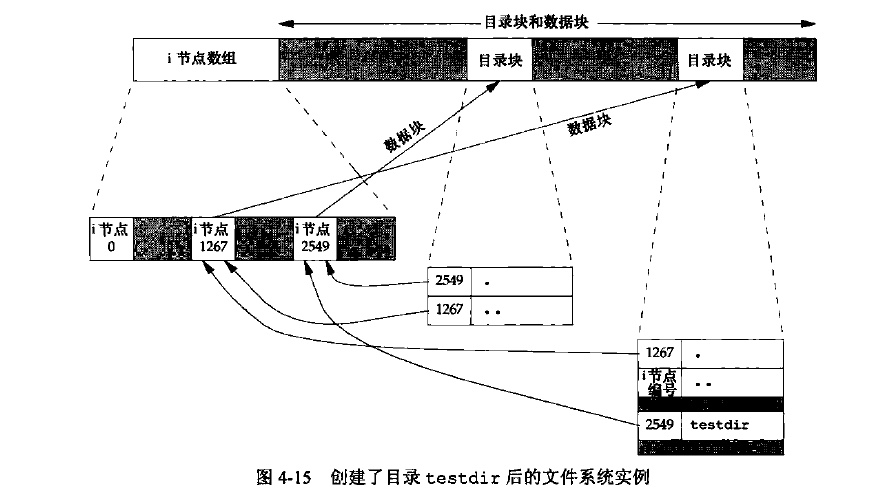 目录块和数据块
i 节点数组
目录块
目录块
数据块
数据块
i 节点
0
i 节点
1267
i 节点
2549
2549 .
1267 ..
1267 .
i 节点
编号 ..
2549 testdir
图 4-15 创建了目录 testdir 后的文件系统实例